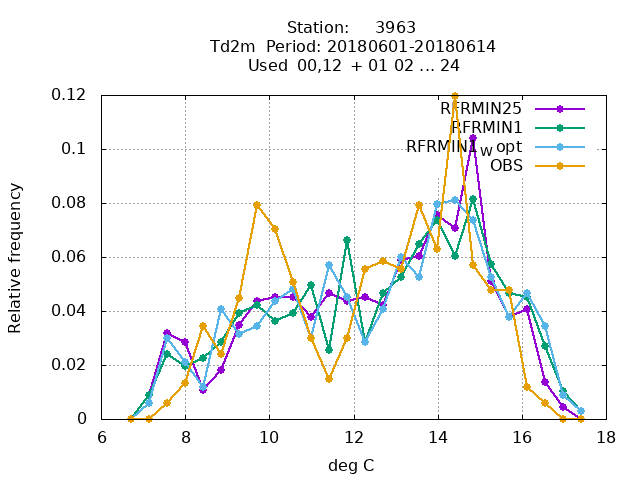 Station:     3963
Td2m  Period: 20180601-20180614
Used  00,12  + 01 02 ... 24
0.12
0.1
0.08
0.06
0.04
0.02
0
Relative frequency
RFRMIN25
RFRMIN1
RFRMIN1_W opt
OBS
6 8 10 12 14 16 18
deg C